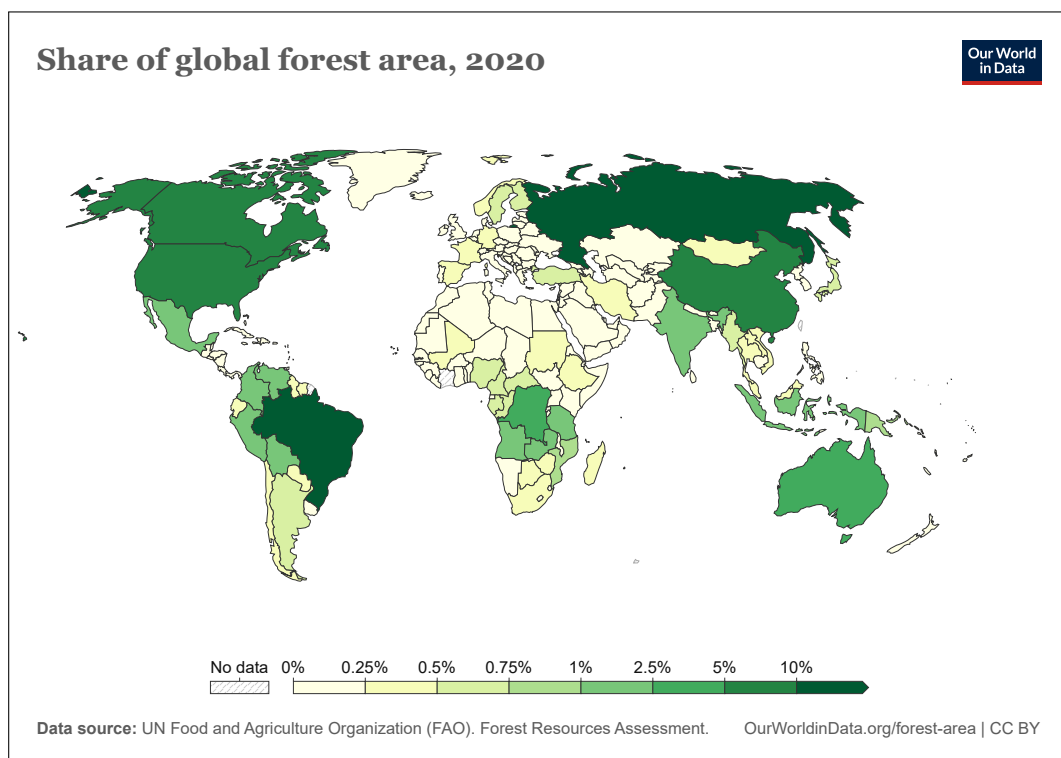 Share of global forest area, 2020
Our World
in Data
No data 0% 0.25% 0.5% 0.75% 1% 2.5% 5% 10%
Data source: UN Food and Agriculture Organization (FAO). Forest Resources Assessment. OurWorldinData.org/forest-area | CC BY